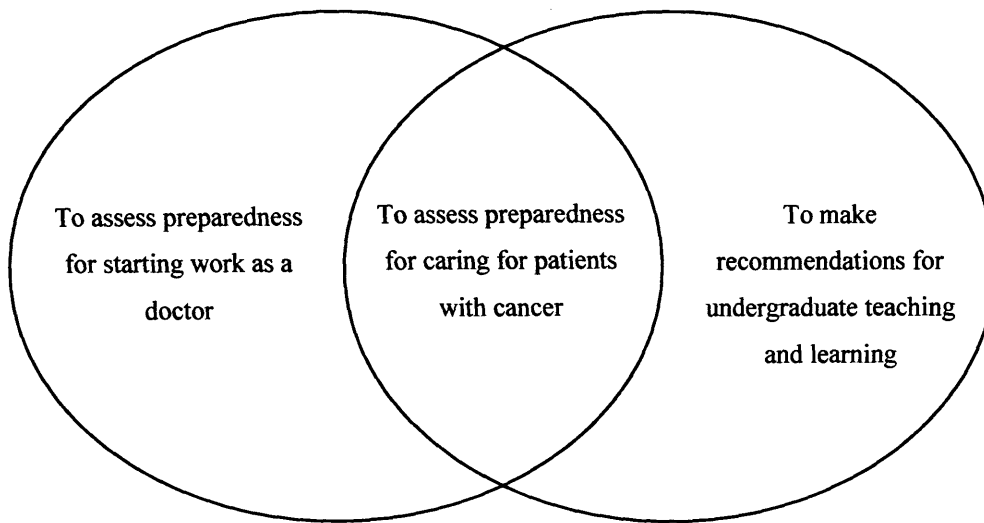 To assess preparedness
for starting work as a
doctor
To assess preparedness
for caring for patients
with cancer
To make
recommendations for
undergraduate teaching
and learning